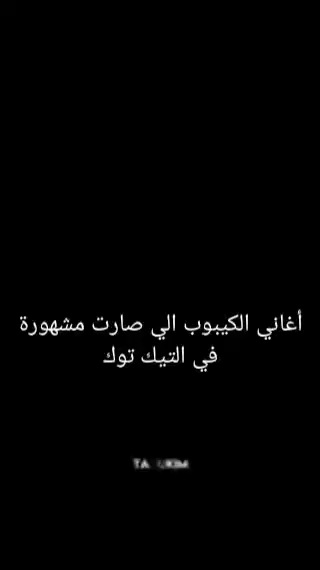 أغاني الكيبوب الي صارت مشهورة
في التيك توك